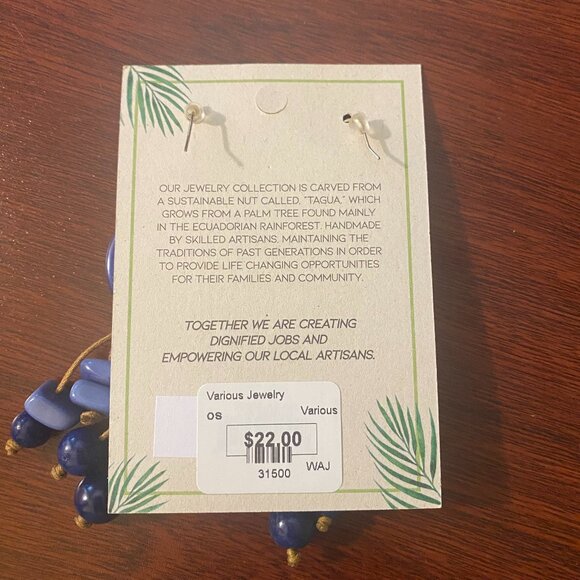 OUR JEWELRY COLLECTION IS CARVED FROM
A SUSTAINABLE NUT CALLED, "TAGUA," WHICH
GROWS FROM A PALM TREE FOUND MAINLY
IN THE ECUADORIAN RAINFOREST. HANDMADE
BY SKILLED ARTISANS. MAINTAINING THE
TRADITIONS OF PAST GENERATIONS IN ORDER
TO PROVIDE LIFE CHANGING OPPORTUNITIES
FOR THEIR FAMILIES AND COMMUNITY.
TOGETHER WE ARE CREATING
DIGNIFIED JOBS AND
EMPOWERING OUR LOCAL ARTISANS.
Various Jewelry
OS Various
$22.00
31500 WAJ